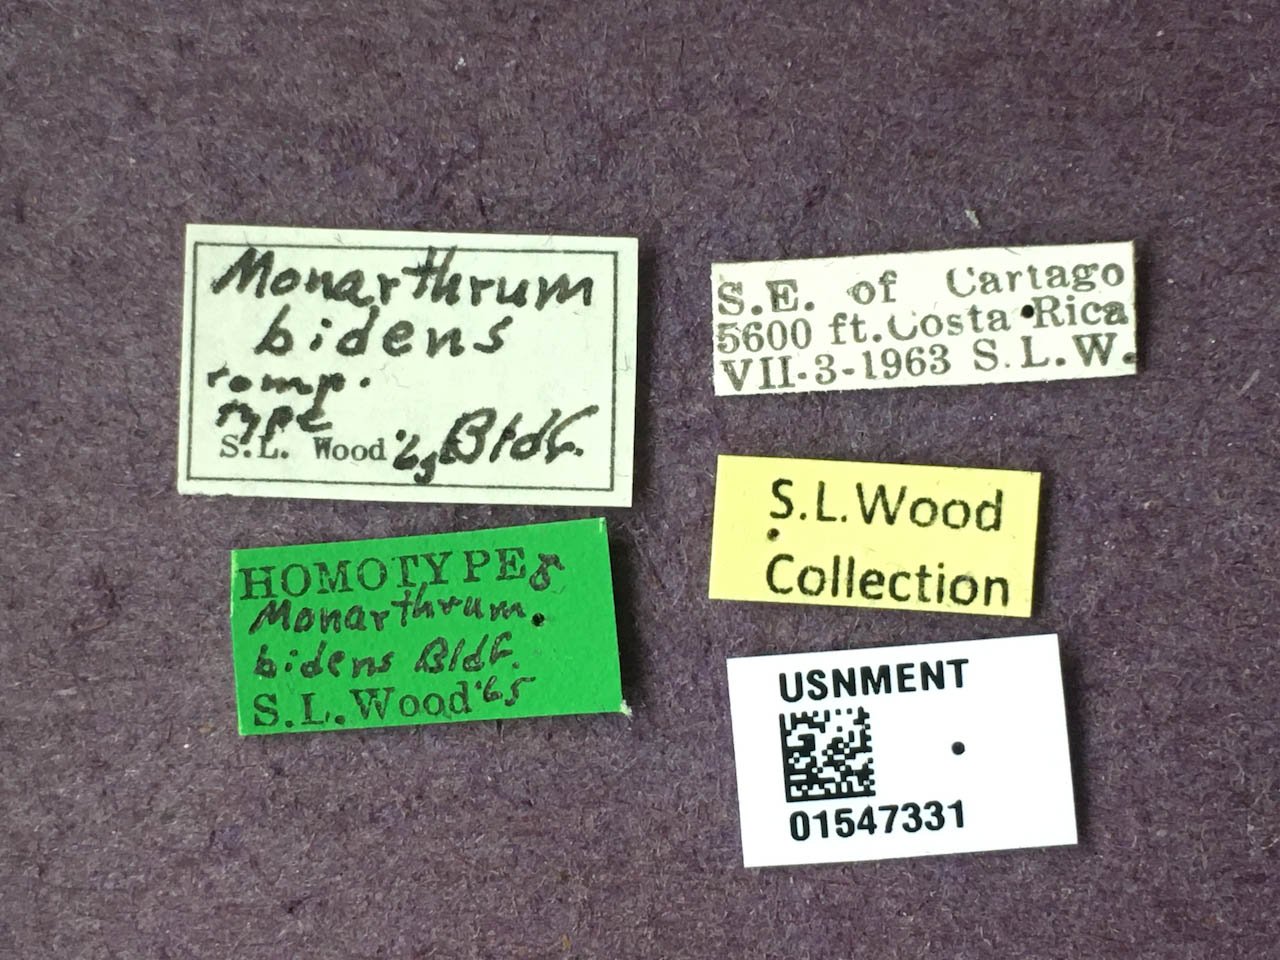 Monarthrum
bidens
comp.
type
S.L. Wood '65 Bldf.
HOMOTYPE ♂
Monarthrum
bidens Bldf.
S.L.Wood '65
S.E. of Cartago
5600 ft. Costa Rica
VII-3-1963 S.L.W.
S.L.Wood
Collection
USNMENT
01547331